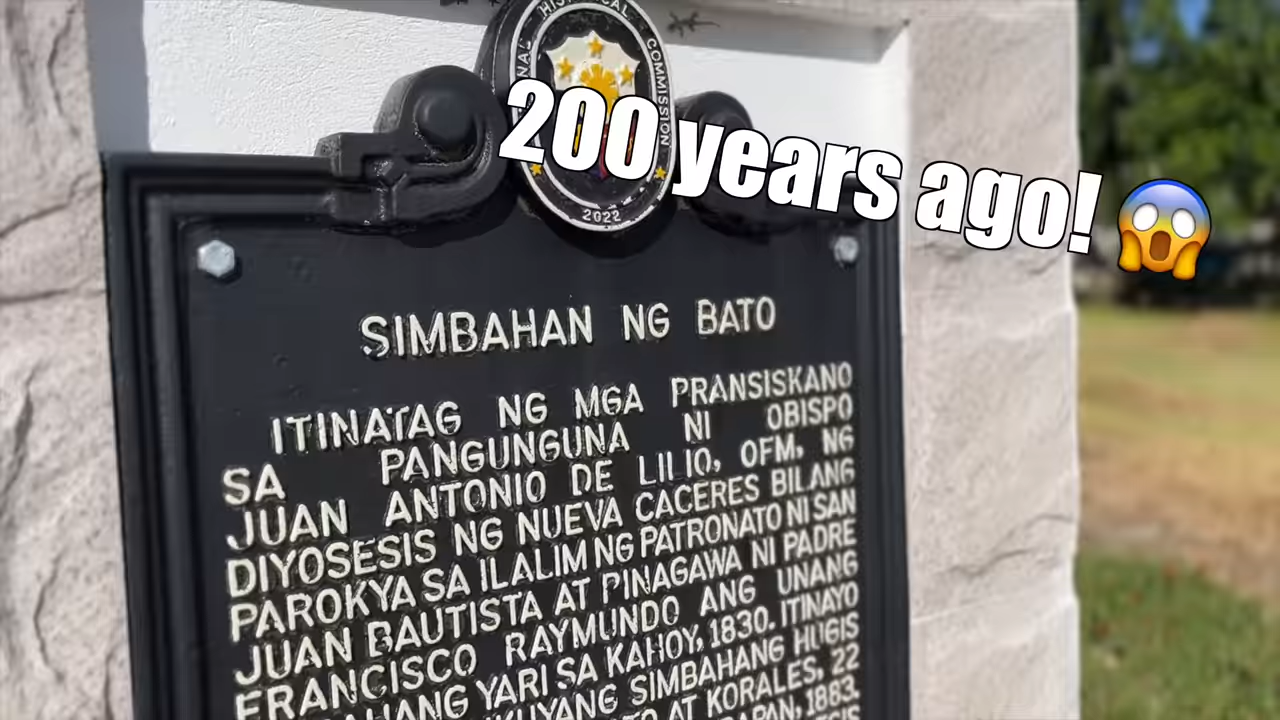 HISTORICAL COMMISSION
200 years ago! 😱
2022
SIMBAHAN NG BATO
ITINATAG NG MGA PRANSISKANO
SA PANGUNGUNA NI OBISPO
JUAN ANTONIO DE LILIO, OFM, NG
DIYOSESIS NG NUEVA CACERES BILANG
PAROKYA SA ILALIM NG PATRONATO NI SAN
JUAN BAUTISTA AT PINAGAWA NI PADRE
FRANCISCO RAYMUNDO ANG UNANG
YARI SA KAHOY, 1830. ITINAYO
SIMBAHANG HUGIS
AT KORALES, 22
1883.